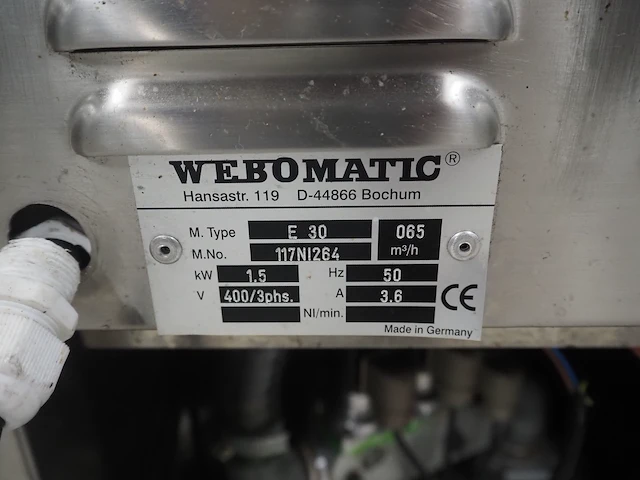 WEBOMATIC®
Hansastr. 119 D-44866 Bochum
M. Type E 30 065
M.No. 117NI264 m³/h
kW 1.5 Hz 50
V 400/3phs. A 3.6
Nl/min. CE
Made in Germany